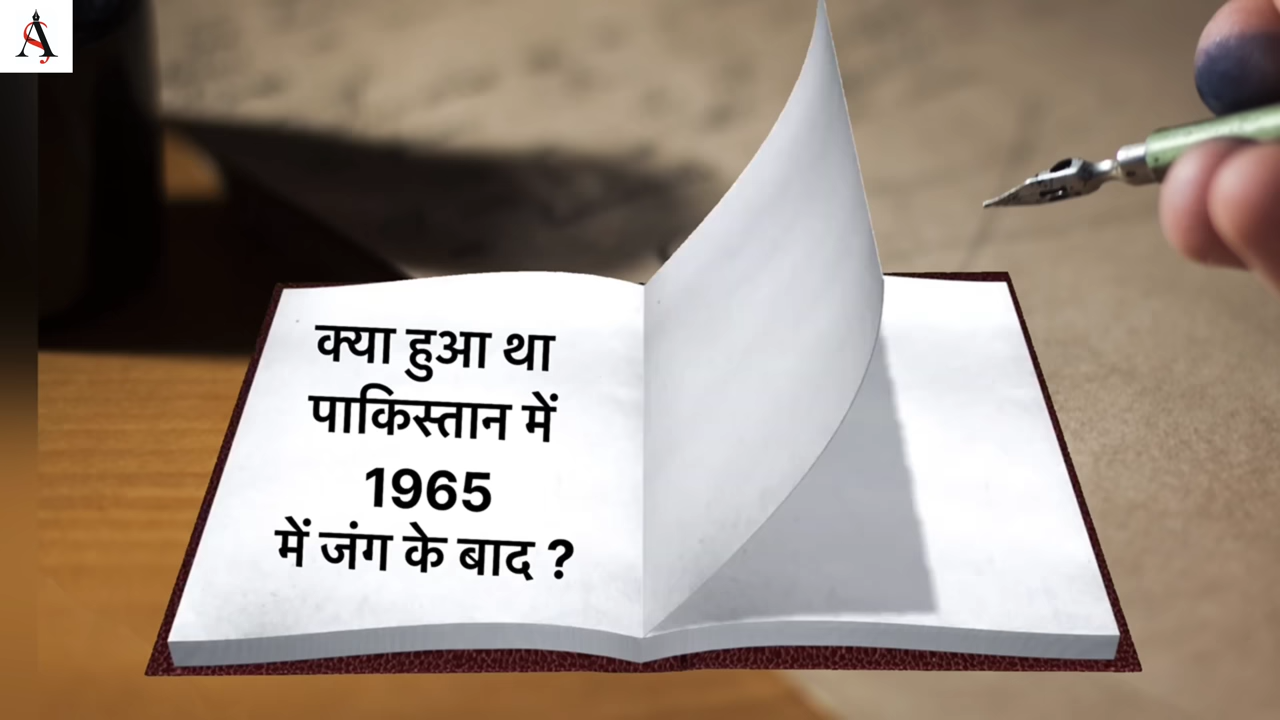 क्या हुआ था
पाकिस्तान में
1965
में जंग के बाद ?